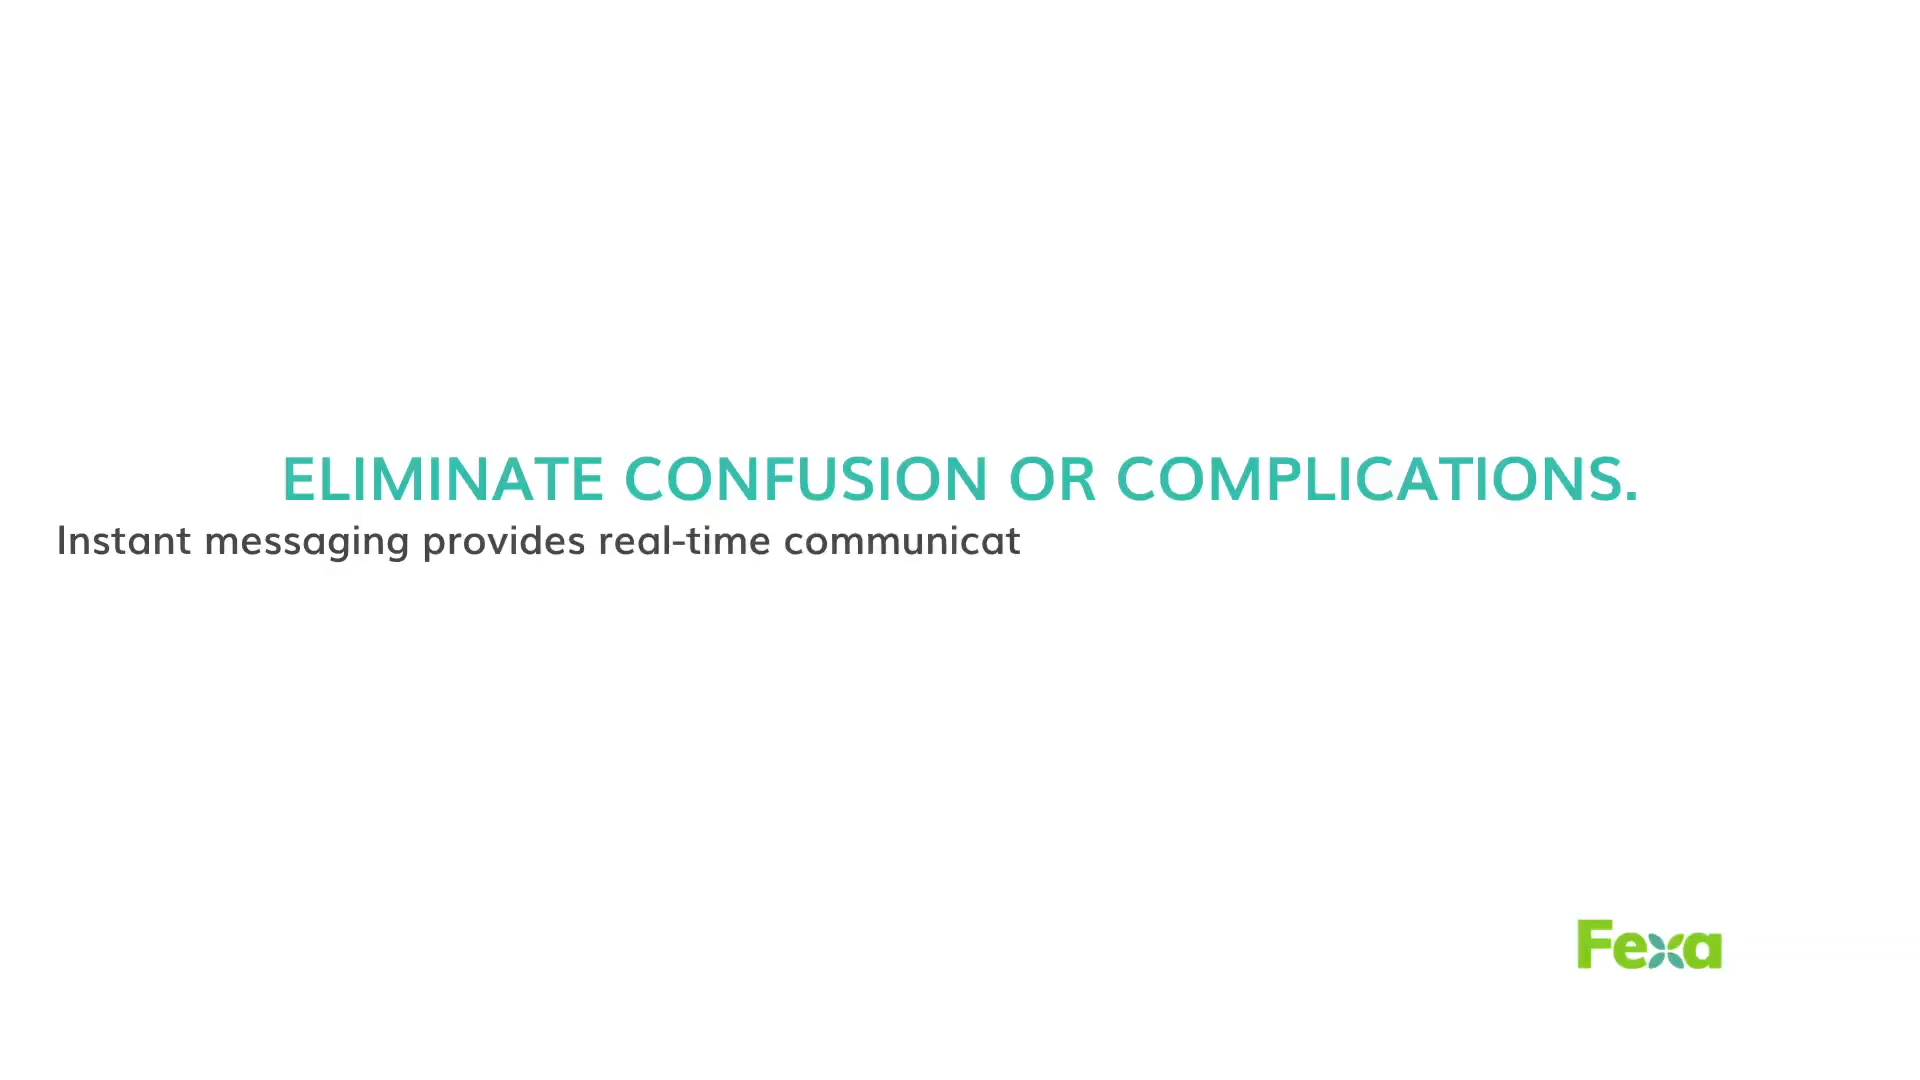 ELIMINATE CONFUSION OR COMPLICATIONS.
Instant messaging provides real-time communicat
Fexa